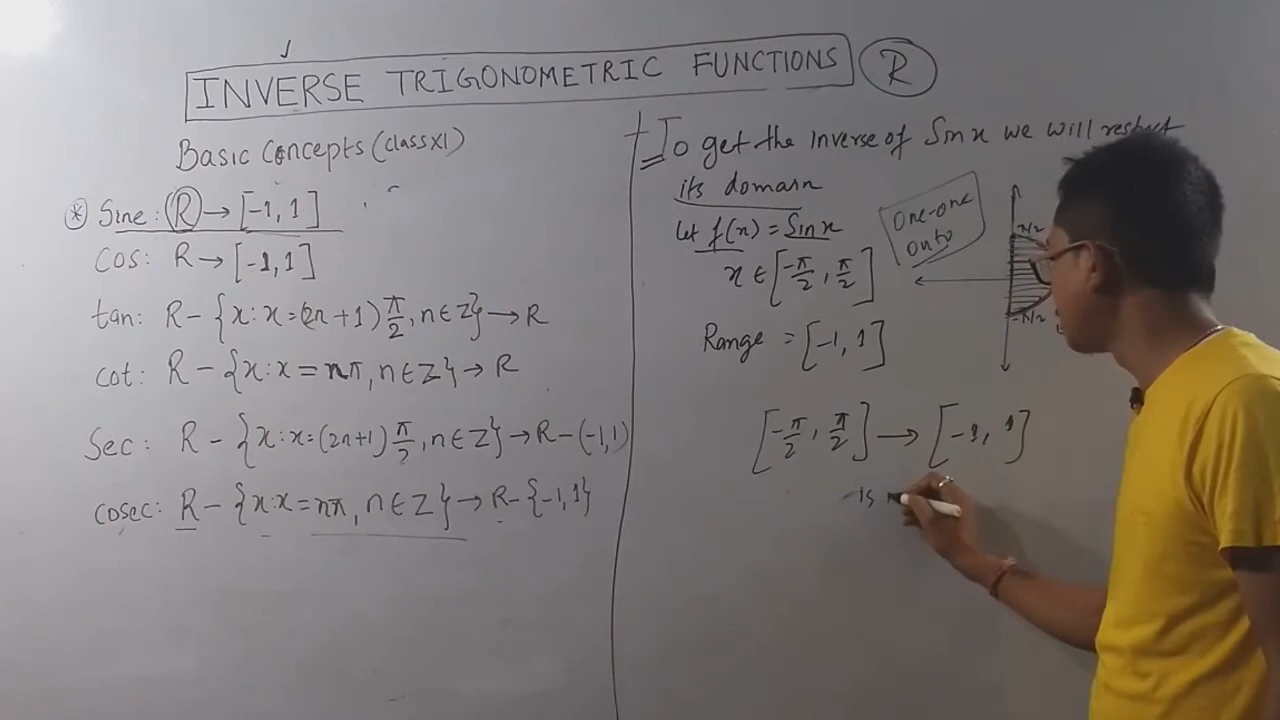 INVERSE TRIGONOMETRIC FUNCTIONS R
Basic Concepts (class XI)
* Sine: R → [-1, 1]
Cos: R → [-1, 1]
tan: R - {x: x = (2n+1) π/2, n ∈ Z} → R
cot: R - {x: x = nπ, n ∈ Z} → R
Sec: R - {x: x = (2n+1) π/2, n ∈ Z} → R - (-1, 1)
cosec: R - {x: x = nπ, n ∈ Z} → R - {-1, 1}
To get the inverse of Sin x we will restrict
its domain
let f(x) = Sin x
x ∈ [-π/2, π/2]
One-one
onto
π/2
-π/2
Range = [-1, 1]
[-π/2, π/2] → [-1, 1]
is